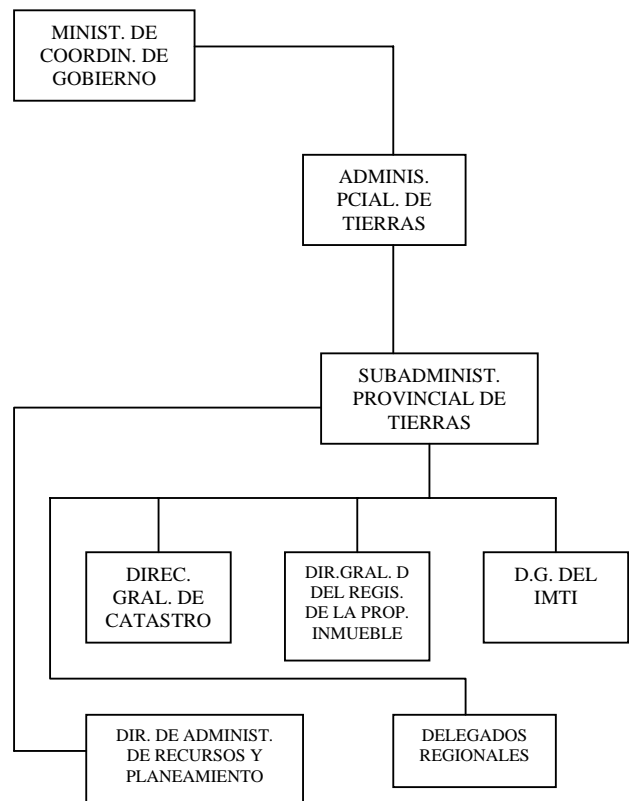 MINIST. DE
COORDIN. DE
GOBIERNO
ADMINIS.
PCIAL. DE
TIERRAS
SUBADMINIST.
PROVINCIAL DE
TIERRAS
DIREC.
GRAL. DE
CATASTRO
DIR.GRAL. D
DEL REGIS.
DE LA PROP.
INMUEBLE
D.G. DEL
IMTI
DIR. DE ADMINIST.
DE RECURSOS Y
PLANEAMIENTO
DELEGADOS
REGIONALES